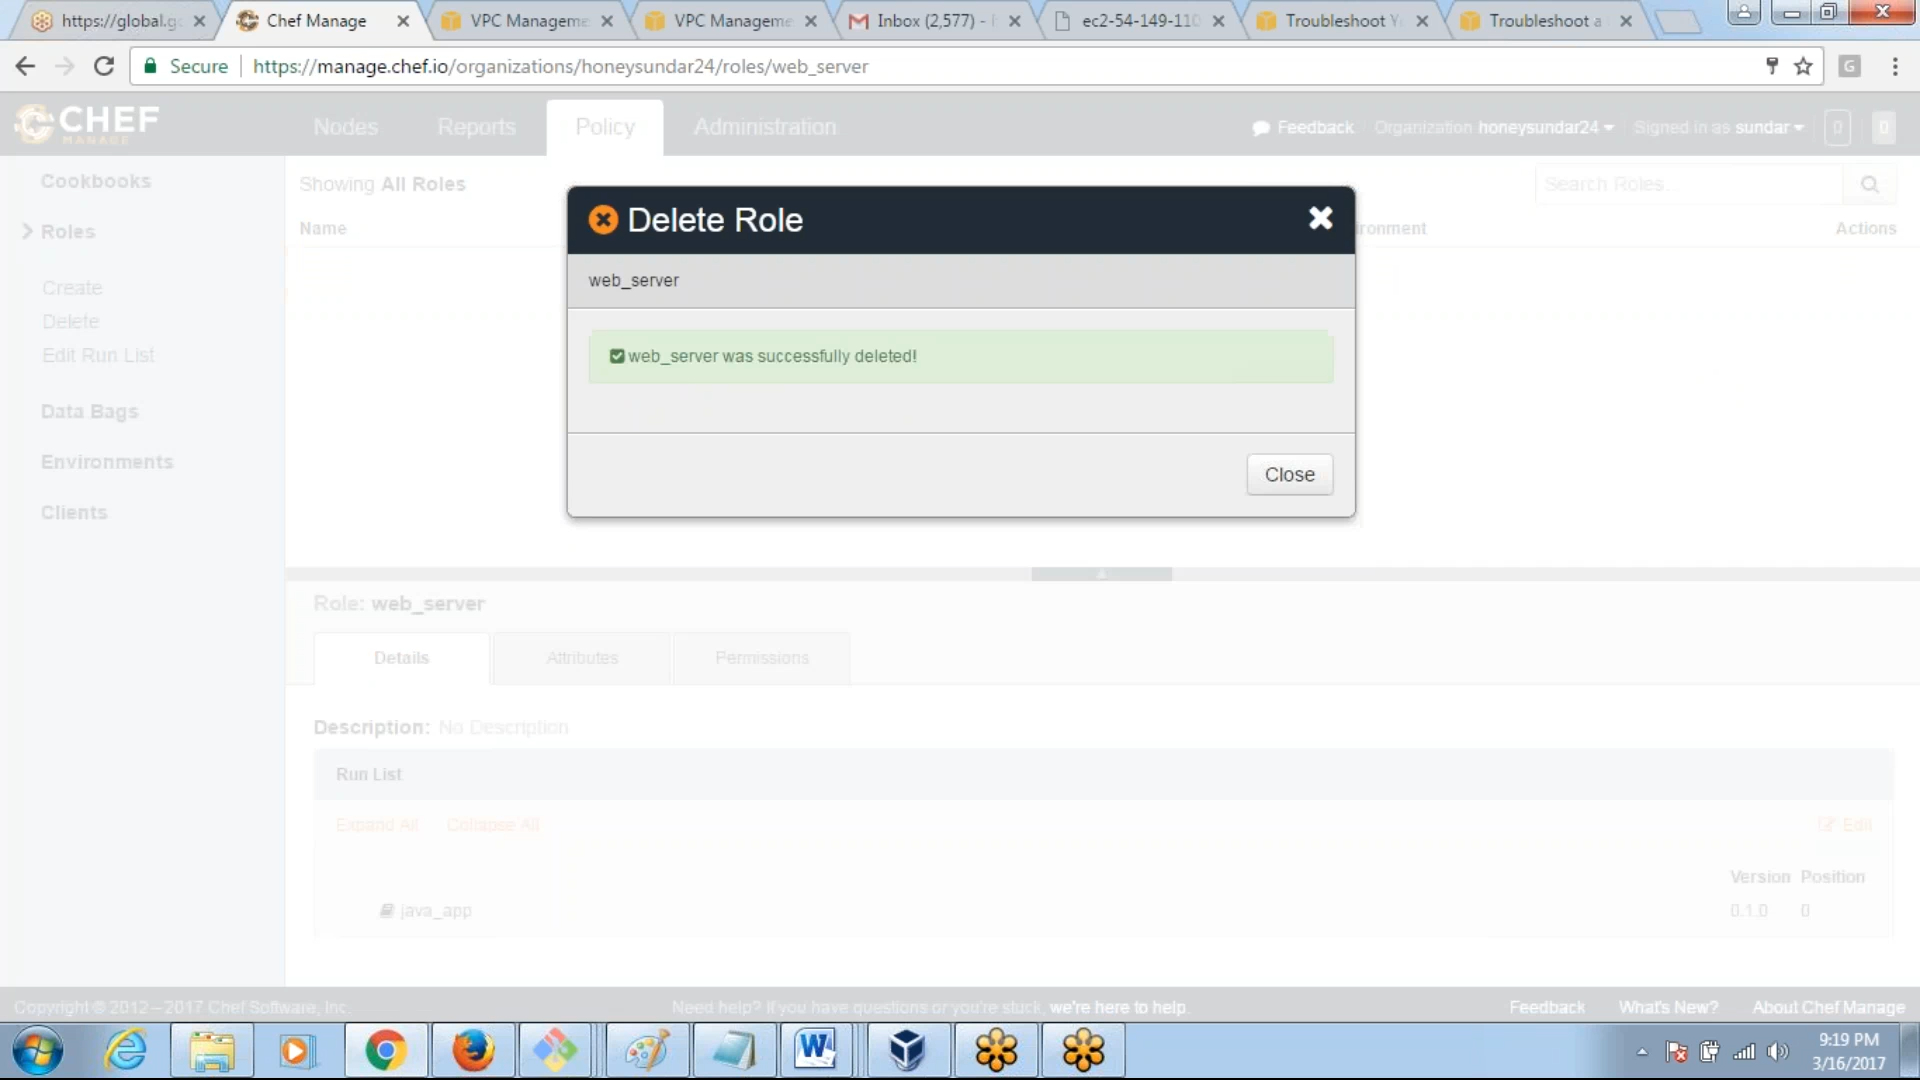 https://global.g
Chef Manage
VPC Manageme
VPC Manageme
Inbox (2,577) -
ec2-54-149-110
Troubleshoot Y
Troubleshoot a
Secure
https://manage.chef.io/organizations/honeysundar24/roles/web_server
G
CHEF
MANAGE
Nodes
Reports
Policy
Administration
Feedback
Organization honeysundar24
Signed in as sundar
0
0
Cookbooks
Showing All Roles
Search Roles...
Roles
Name
ironment
Actions
Create
Delete
Edit Run List
Data Bags
Environments
Clients
Delete Role
web_server
web_server was successfully deleted!
Close
Role: web_server
Details
Attributes
Permissions
Description: No Description
Run List
Expand All
Collapse All
Edit
Version
Position
java_app
0.1.0
0
Copyright © 2012–2017 Chef Software, Inc.
Need help? If you have questions or you're stuck, we're here to help.
Feedback
What's New?
About Chef Manage
9:19 PM
3/16/2017